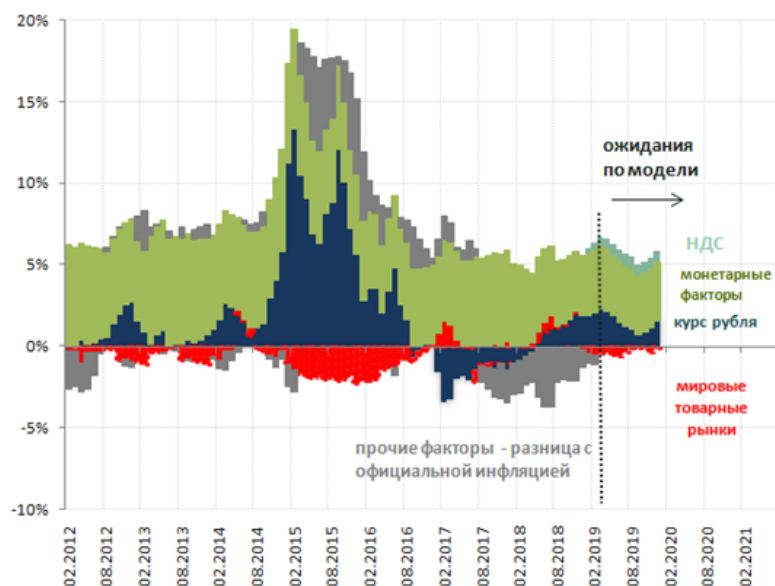 20%
15%
10%
5%
0%
-5%
-10%
ожидания
по модели
НДС
монетарные
факторы
курс рубля
мировые
товарные
рынки
прочие факторы - разница с
официальной инфляцией
02.2012
08.2012
02.2013
08.2013
02.2014
08.2014
02.2015
08.2015
02.2016
08.2016
02.2017
08.2017
02.2018
08.2018
02.2019
08.2019
02.2020
08.2020
02.2021